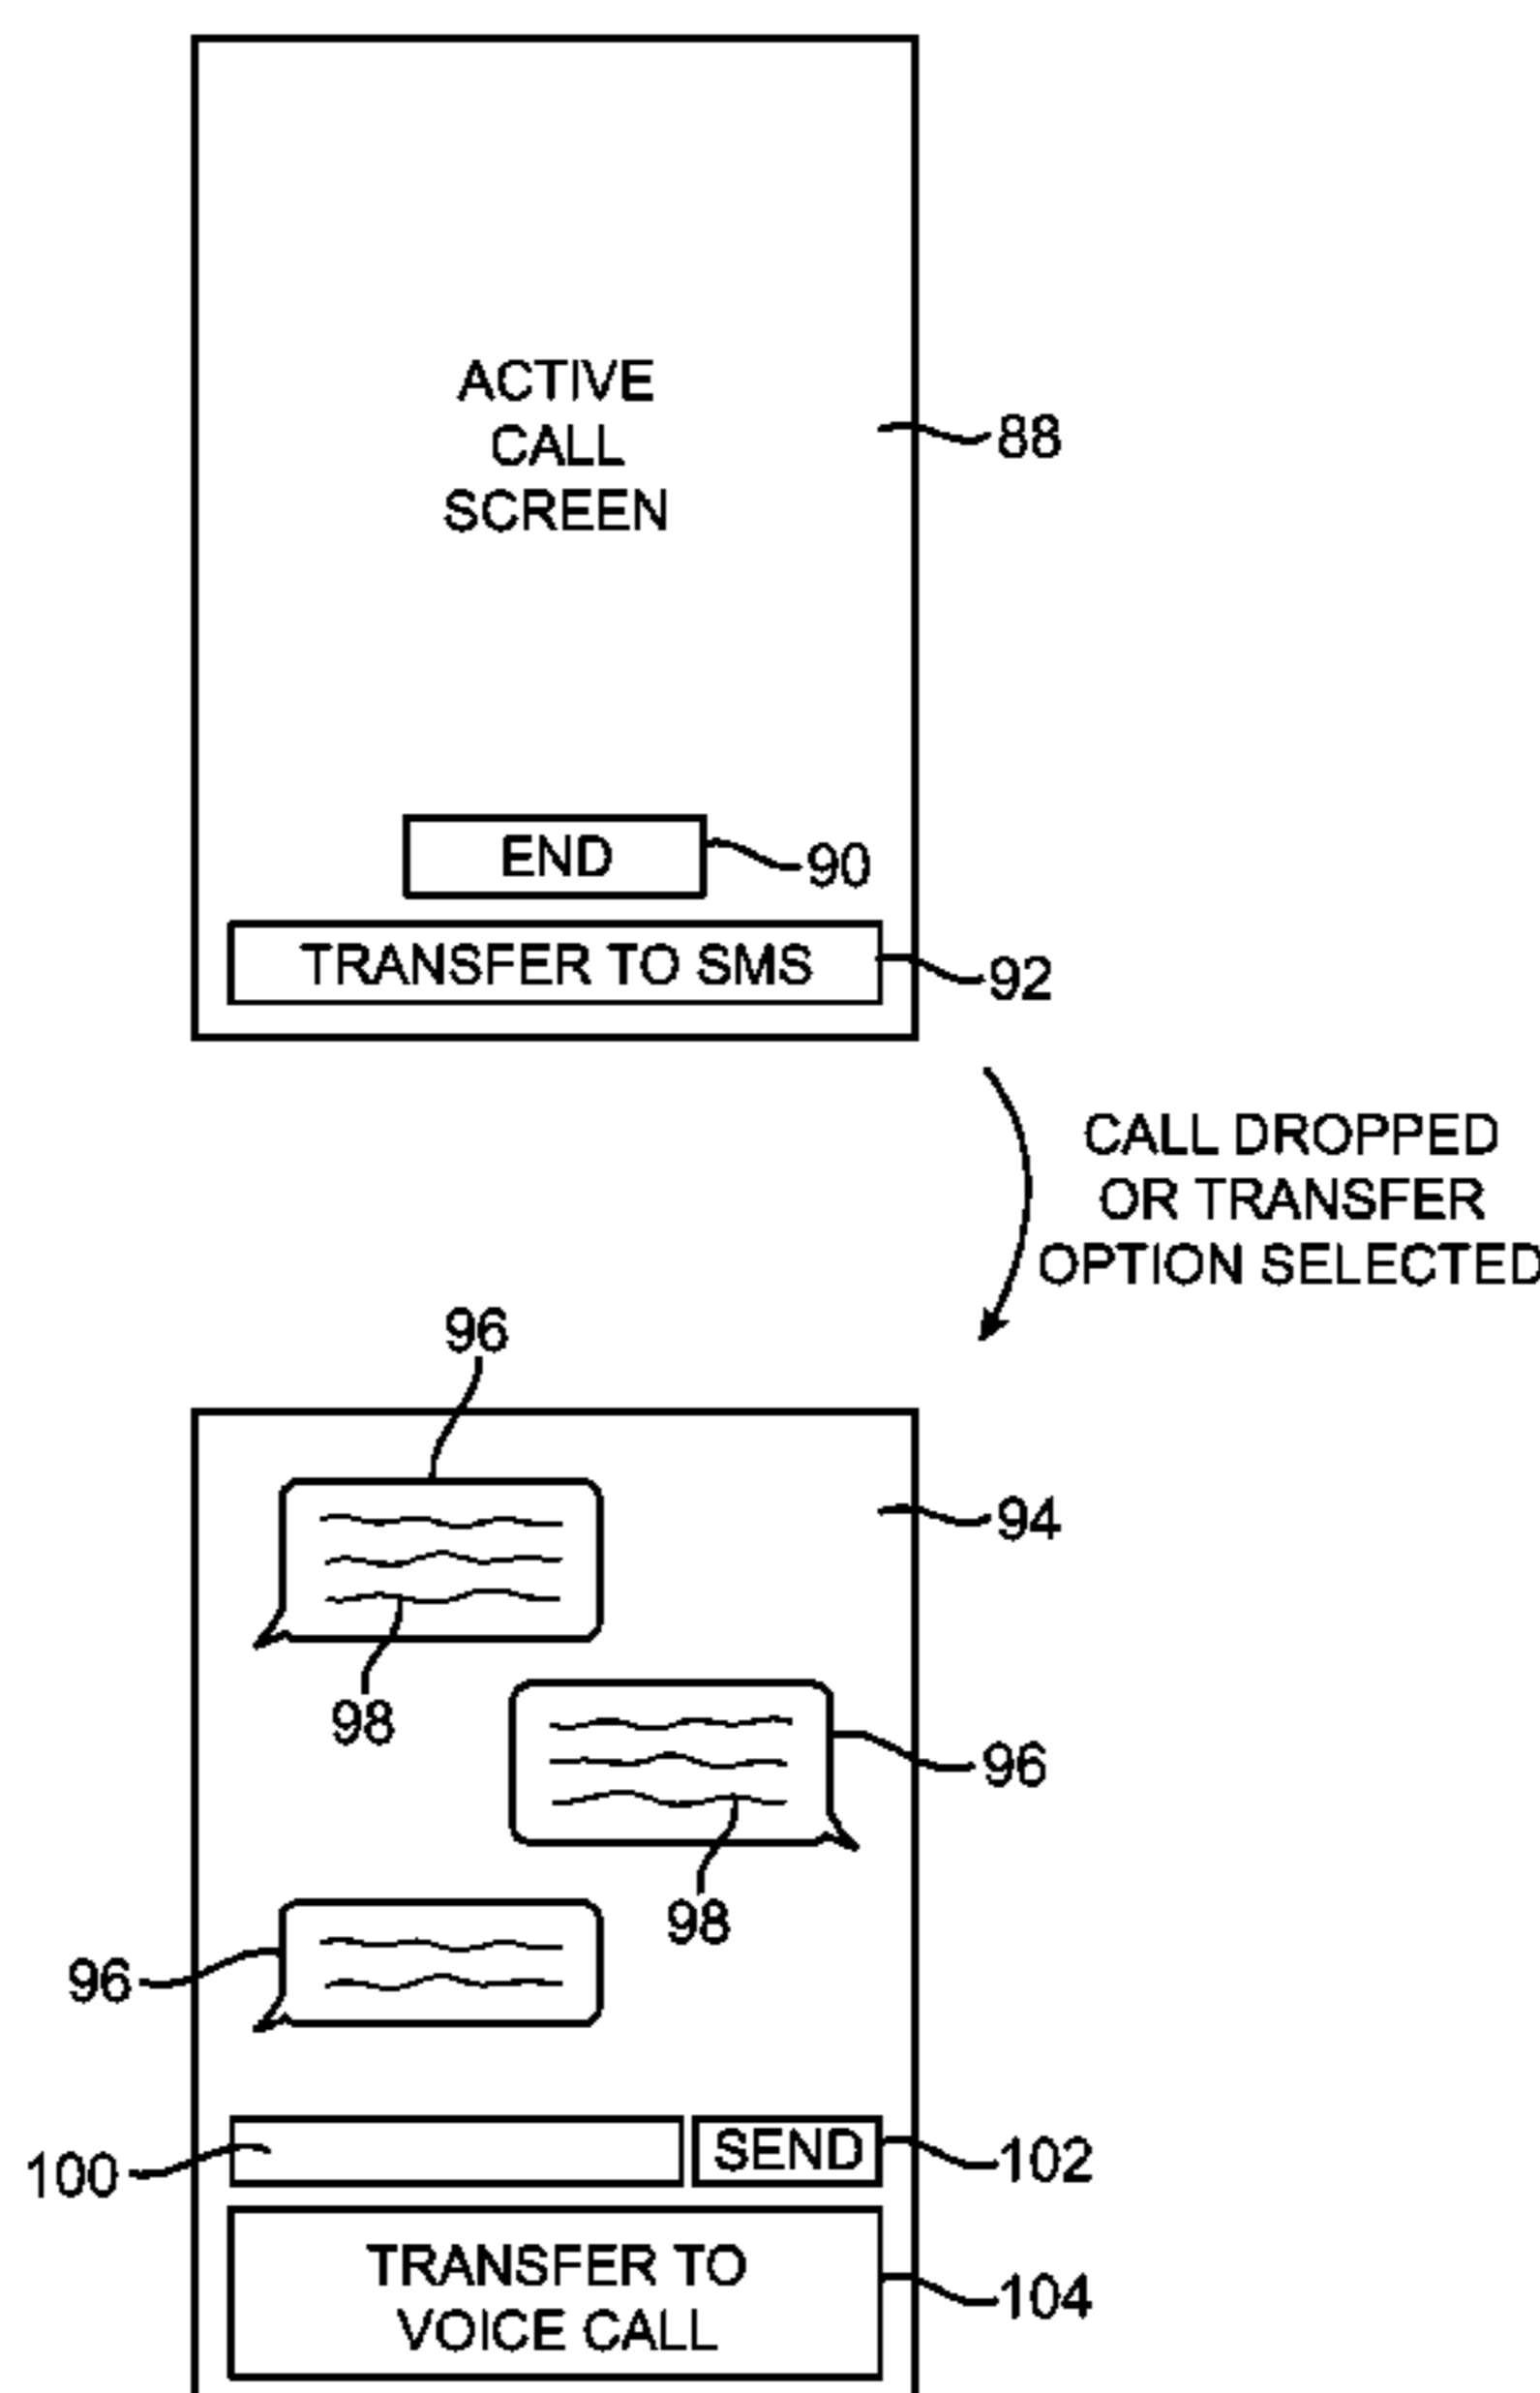 ACTIVE
CALL
SCREEN
88
END
90
TRANSFER TO SMS
92
CALL DROPPED
OR TRANSFER
OPTION SELECTED
96
94
98
96
98
96
100
SEND
102
TRANSFER TO
VOICE CALL
104